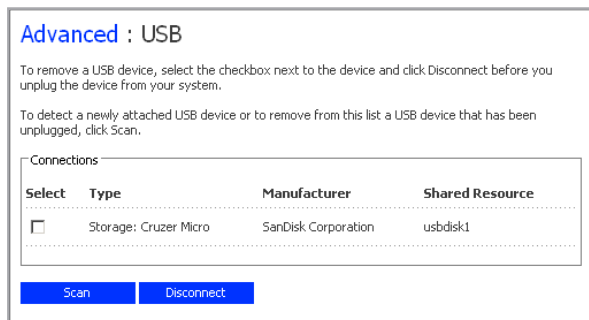 Advanced : USB
To remove a USB device, select the checkbox next to the device and click Disconnect before you
unplug the device from your system.
To detect a newly attached USB device or to remove from this list a USB device that has been
unplugged, click Scan.
Connections
Select Type Manufacturer Shared Resource
Storage: Cruzer Micro SanDisk Corporation usbdisk1
Scan Disconnect